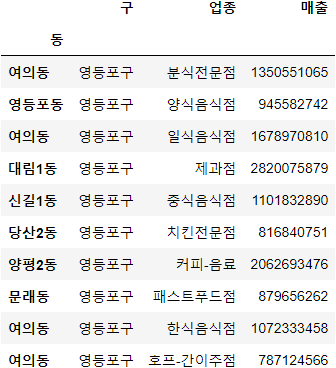 구 업종 매출
동
여의동 영등포구 분식전문점 1350551065
영등포동 영등포구 양식음식점 945582742
여의동 영등포구 일식음식점 1678970810
대림1동 영등포구 제과점 2820075879
신길1동 영등포구 중식음식점 1101832890
당산2동 영등포구 치킨전문점 816840751
양평2동 영등포구 커피-음료 2062693476
문래동 영등포구 패스트푸드점 879656262
여의동 영등포구 한식음식점 1072333458
여의동 영등포구 호프-간이주점 787124566